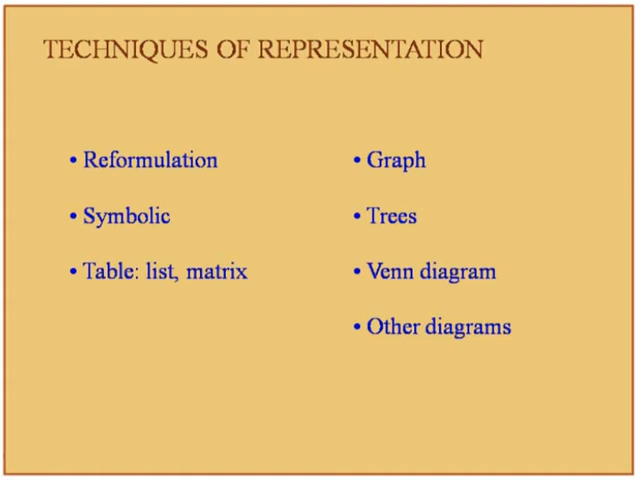 TECHNIQUES OF REPRESENTATION
• Reformulation
• Symbolic
• Table: list, matrix
• Graph
• Trees
• Venn diagram
• Other diagrams